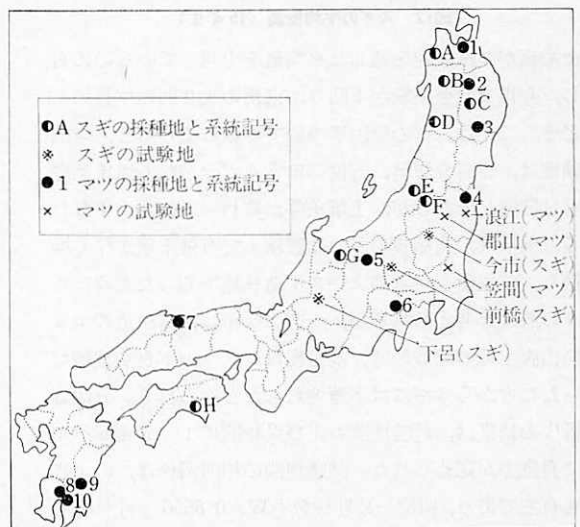 ◐A スギの採種地と系統記号
※ スギの試験地
●1 マツの採種地と系統記号
× マツの試験地
A
1
B
2
C
D
3
E
F
4
G
5
6
7
H
8
9
10
浪江(マツ)
郡山(マツ)
今市(スギ)
笠間(マツ)
前橋(スギ)
下呂(スギ)